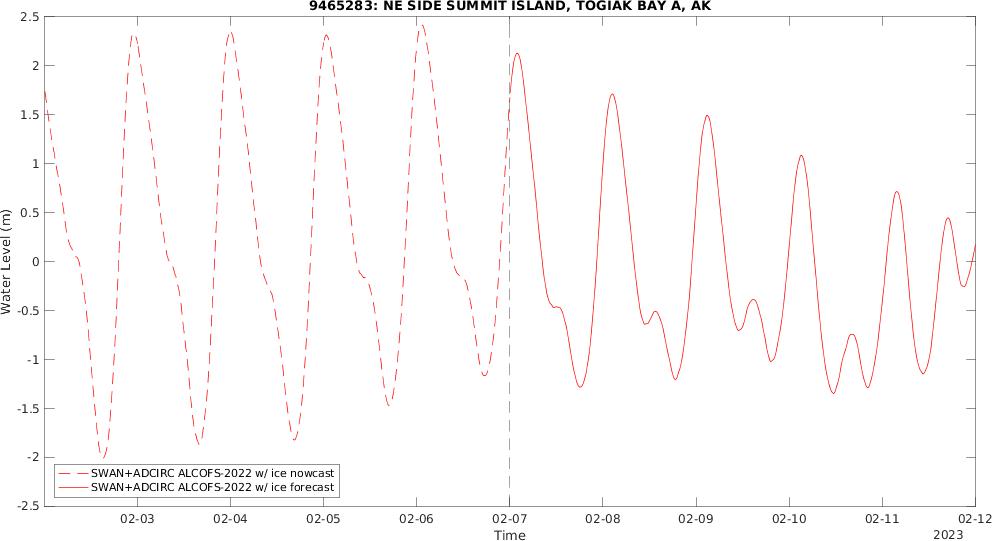 9465283: NE SIDE SUMMIT ISLAND, TOGIAK BAY A, AK
2.5
2
1.5
1
0.5
0
-0.5
-1
-1.5
-2
-2.5
Water Level (m)
SWAN+ADCIRC ALCOFS-2022 w/ ice nowcast
SWAN+ADCIRC ALCOFS-2022 w/ ice forecast
02-03 02-04 02-05 02-06 02-07 02-08 02-09 02-10 02-11 02-12
Time
2023